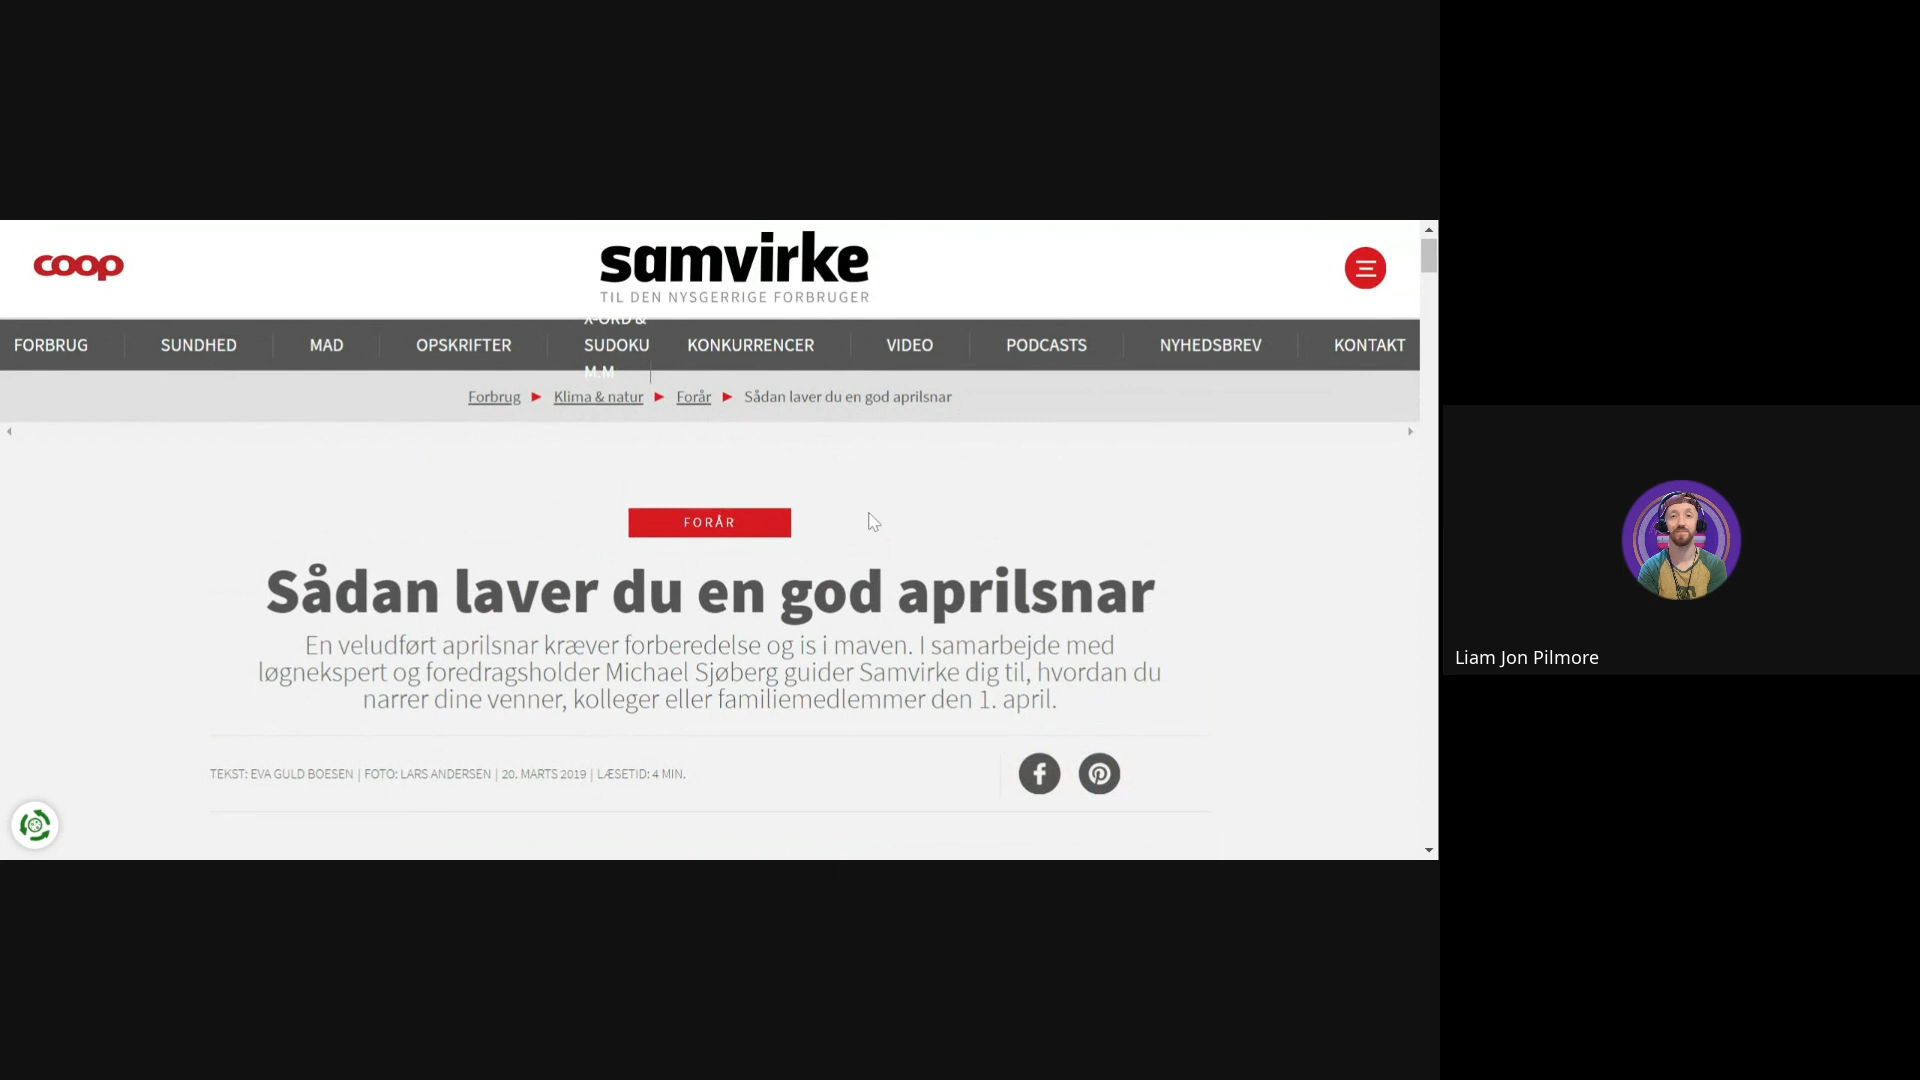 coop
samvirke
TIL DEN NYSGERRIGE FORBRUGER
FORBRUG
SUNDHED
MAD
OPSKRIFTER
X-ORD &
SUDOKU
M.M
KONKURRENCER
VIDEO
PODCASTS
NYHEDSBREV
KONTAKT
Forbrug ► Klima & natur ► Forår ► Sådan laver du en god aprilsnar
FORÅR
Sådan laver du en god aprilsnar
En veludført aprilsnar kræver forberedelse og is i maven. I samarbejde med
løgnekspert og foredragsholder Michael Sjøberg guider Samvirke dig til, hvordan du
narrer dine venner, kolleger eller familiemedlemmer den 1. april.
TEKST: EVA GULD BOESEN | FOTO: LARS ANDERSEN | 20. MARTS 2019 | LÆSETID: 4 MIN.
Liam Jon Pilmore